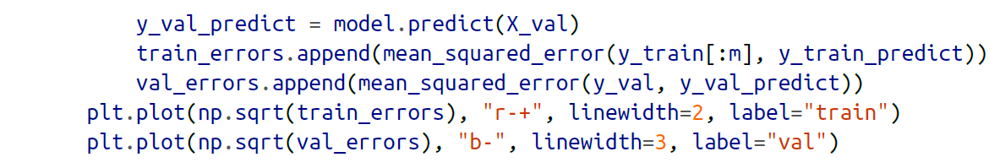 y_val_predict = model.predict(X_val)
train_errors.append(mean_squared_error(y_train[:m], y_train_predict))
val_errors.append(mean_squared_error(y_val, y_val_predict))
plt.plot(np.sqrt(train_errors), "r-+", linewidth=2, label="train")
plt.plot(np.sqrt(val_errors), "b-", linewidth=3, label="val")